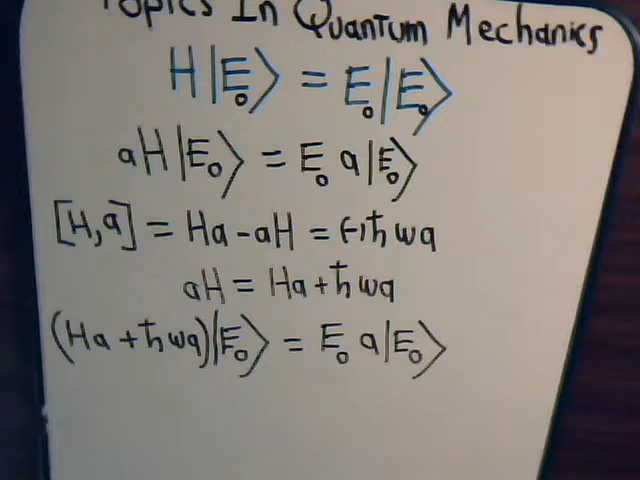 Topics In Quantum Mechanics
H|E₀⟩ = E₀|E₀⟩
aH|E₀⟩ = E₀ a|E₀⟩
[H,a] = Ha - aH = (-)ħωa
aH = Ha + ħωa
(Ha + ħωa)|E₀⟩ = E₀ a|E₀⟩